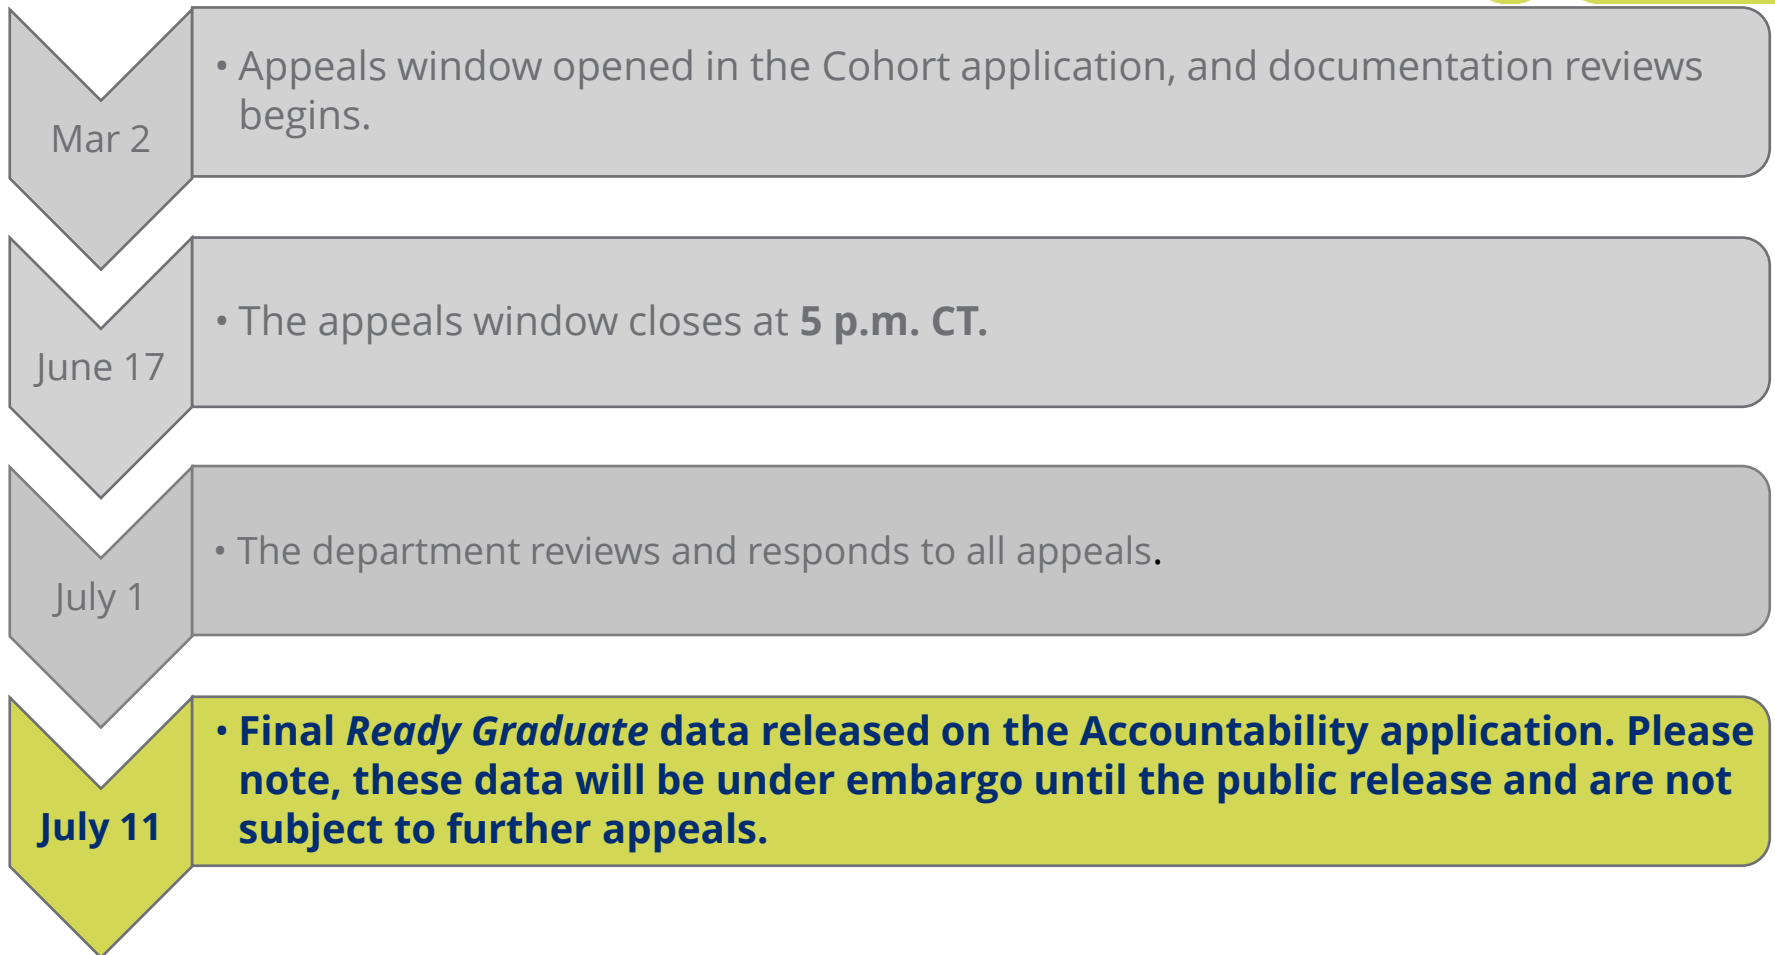 Mar 2
• Appeals window opened in the Cohort application, and documentation reviews
begins.
June 17
• The appeals window closes at 5 p.m. CT.
July 1
• The department reviews and responds to all appeals.
July 11
• Final Ready Graduate data released on the Accountability application. Please
note, these data will be under embargo until the public release and are not
subject to further appeals.